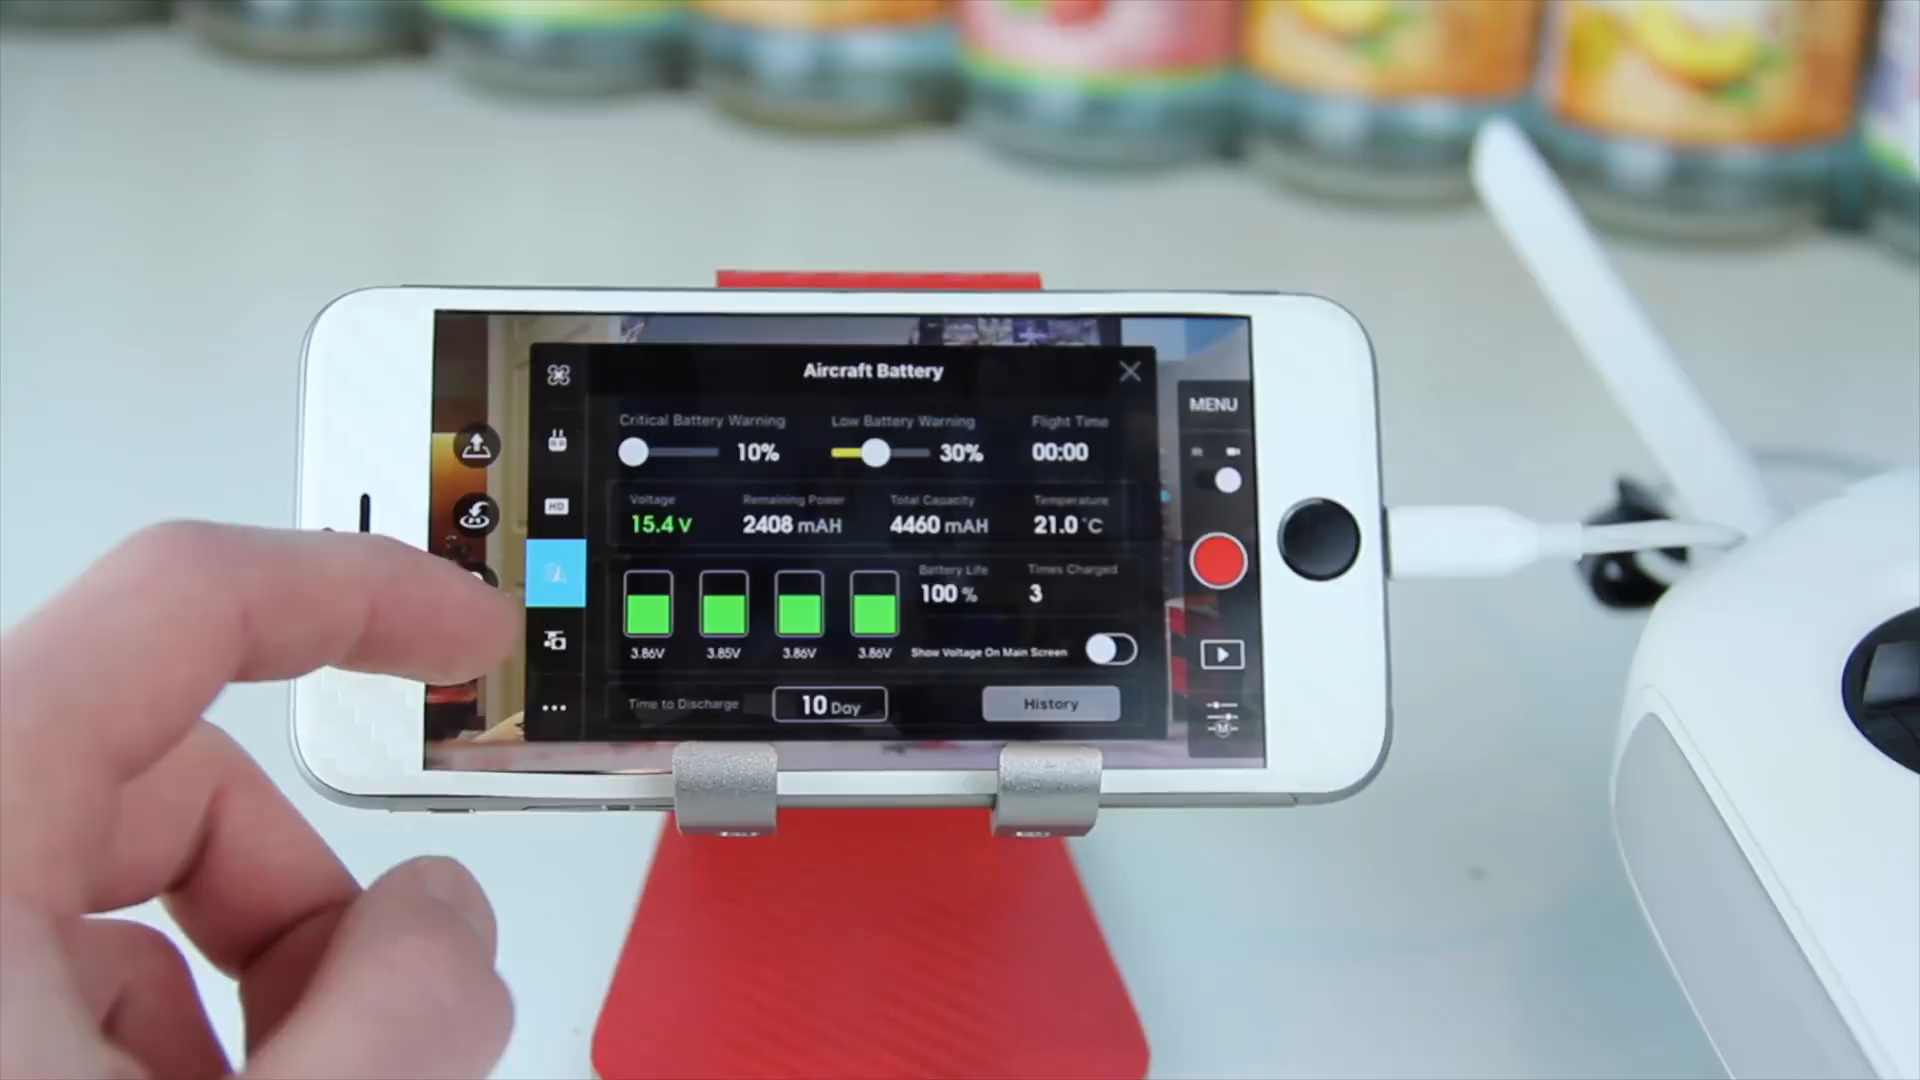 Aircraft Battery
MENU
Critical Battery Warning
Low Battery Warning
Flight Time
10%
30%
00:00
HD
Voltage
Remaining Power
Total Capacity
Temperature
15.4 V
2408 mAH
4460 mAH
21.0 °C
Battery Life
Times Charged
100 %
3
3.86V
3.85V
3.86V
3.86V
Show Voltage On Main Screen
Time to Discharge
10 Day
History
M